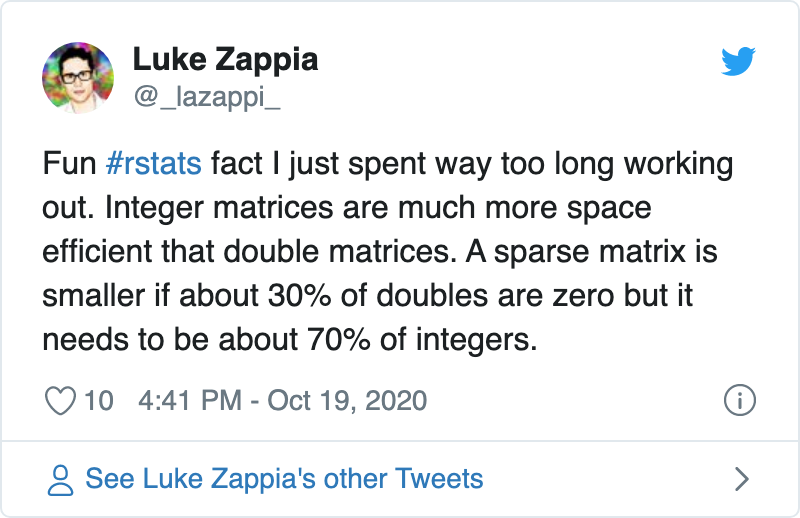 Luke Zappia
@_lazappi_
Fun #rstats fact I just spent way too long working
out. Integer matrices are much more space
efficient that double matrices. A sparse matrix is
smaller if about 30% of doubles are zero but it
needs to be about 70% of integers.
10 4:41 PM - Oct 19, 2020
See Luke Zappia's other Tweets